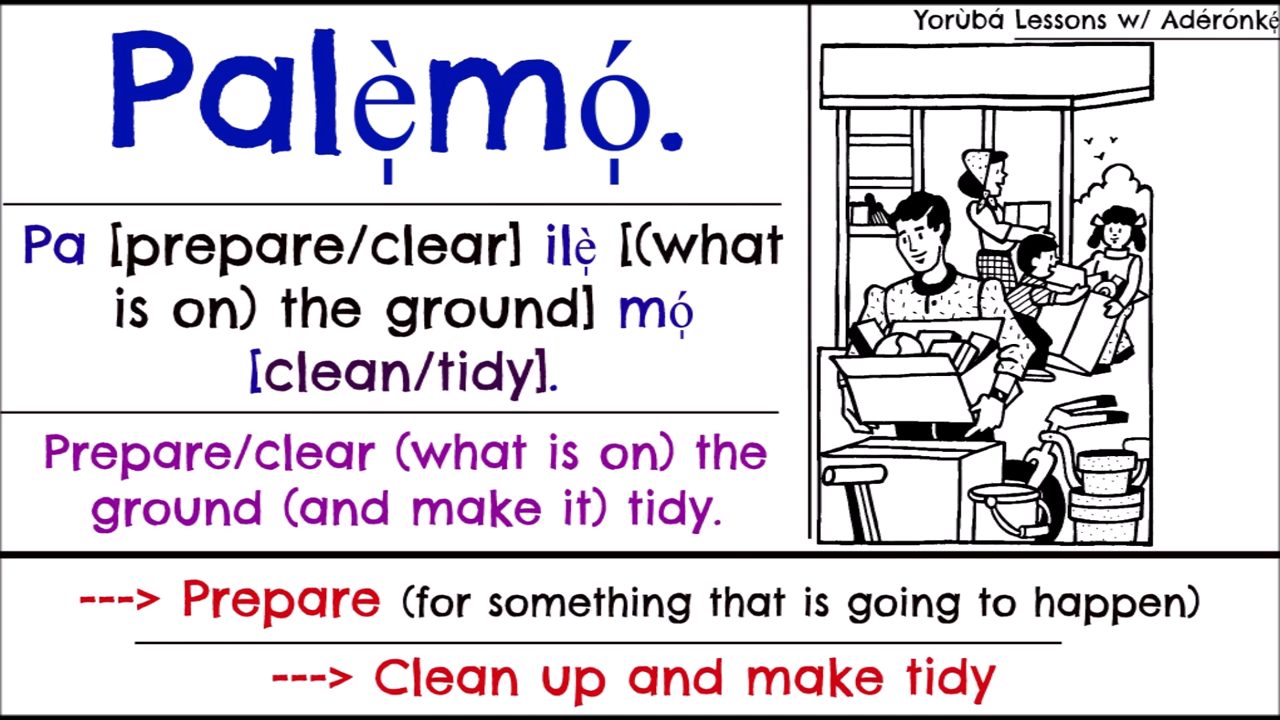 Yorùbá Lessons w/ Adérónkẹ́
Palẹ̀mọ́.
Pa [prepare/clear] ilẹ̀ [(what
is on) the ground] mọ́
[clean/tidy].
Prepare/clear (what is on) the
ground (and make it) tidy.
---> Prepare (for something that is going to happen)
---> Clean up and make tidy